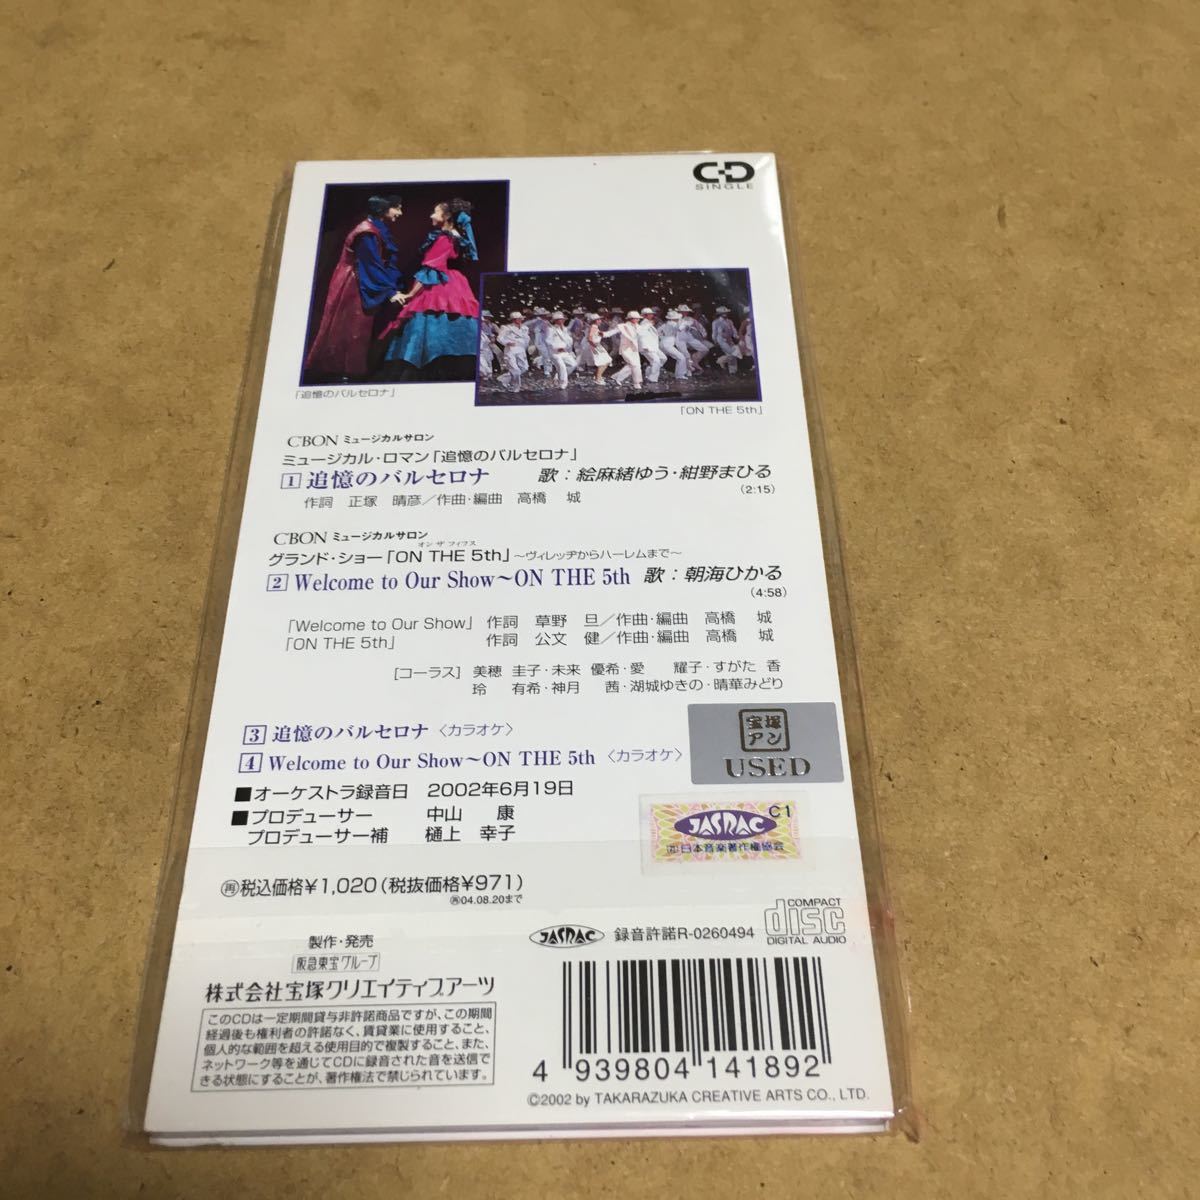 CD
SINGLE
「追憶のバルセロナ」
「ON THE 5th」
C'BON ミュージカルサロン
ミュージカル・ロマン「追憶のバルセロナ」
1 追憶のバルセロナ 歌：絵麻緒ゆう・紺野まひる
(2:15)
作詞 正塚 晴彦／作曲・編曲 高橋 城
C'BON ミュージカルサロン
オン ザ フィフス
グランド・ショー「ON THE 5th」～ヴィレッヂからハーレムまで～
2 Welcome to Our Show～ON THE 5th 歌：朝海ひかる
(4:58)
「Welcome to Our Show」 作詞 草野 旦／作曲・編曲 高橋 城
「ON THE 5th」 作詞 公文 健／作曲・編曲 高橋 城
[コーラス] 美穂 圭子・未来 優希・愛 耀子・すがた 香
玲 有希・神月 茜・湖城ゆきの・晴華みどり
3 追憶のバルセロナ〈カラオケ〉
4 Welcome to Our Show～ON THE 5th〈カラオケ〉
宝塚
アン
USED
■オーケストラ録音日 2002年6月19日
■プロデューサー 中山 康
プロデューサー補 樋上 幸子
JASRAC C1
(社)日本音楽著作権協会
再税込価格¥1,020(税抜価格¥971)
再04.08.20まで
製作・発売
阪急東宝グループ
株式会社宝塚クリエイティブアーツ
JASRAC 録音許諾R-0260494
COMPACT
disc
DIGITAL AUDIO
このCDは一定期間貸与非許諾商品ですが、この期間
経過後も権利者の許諾なく、賃貸業に使用すること、
個人的な範囲を超える使用目的で複製すること、また、
ネットワーク等を通じてCDに録音された音を送信で
きる状態にすることが、著作権法で禁じられています。
4 939804 141892
©2002 by TAKARAZUKA CREATIVE ARTS CO., LTD.